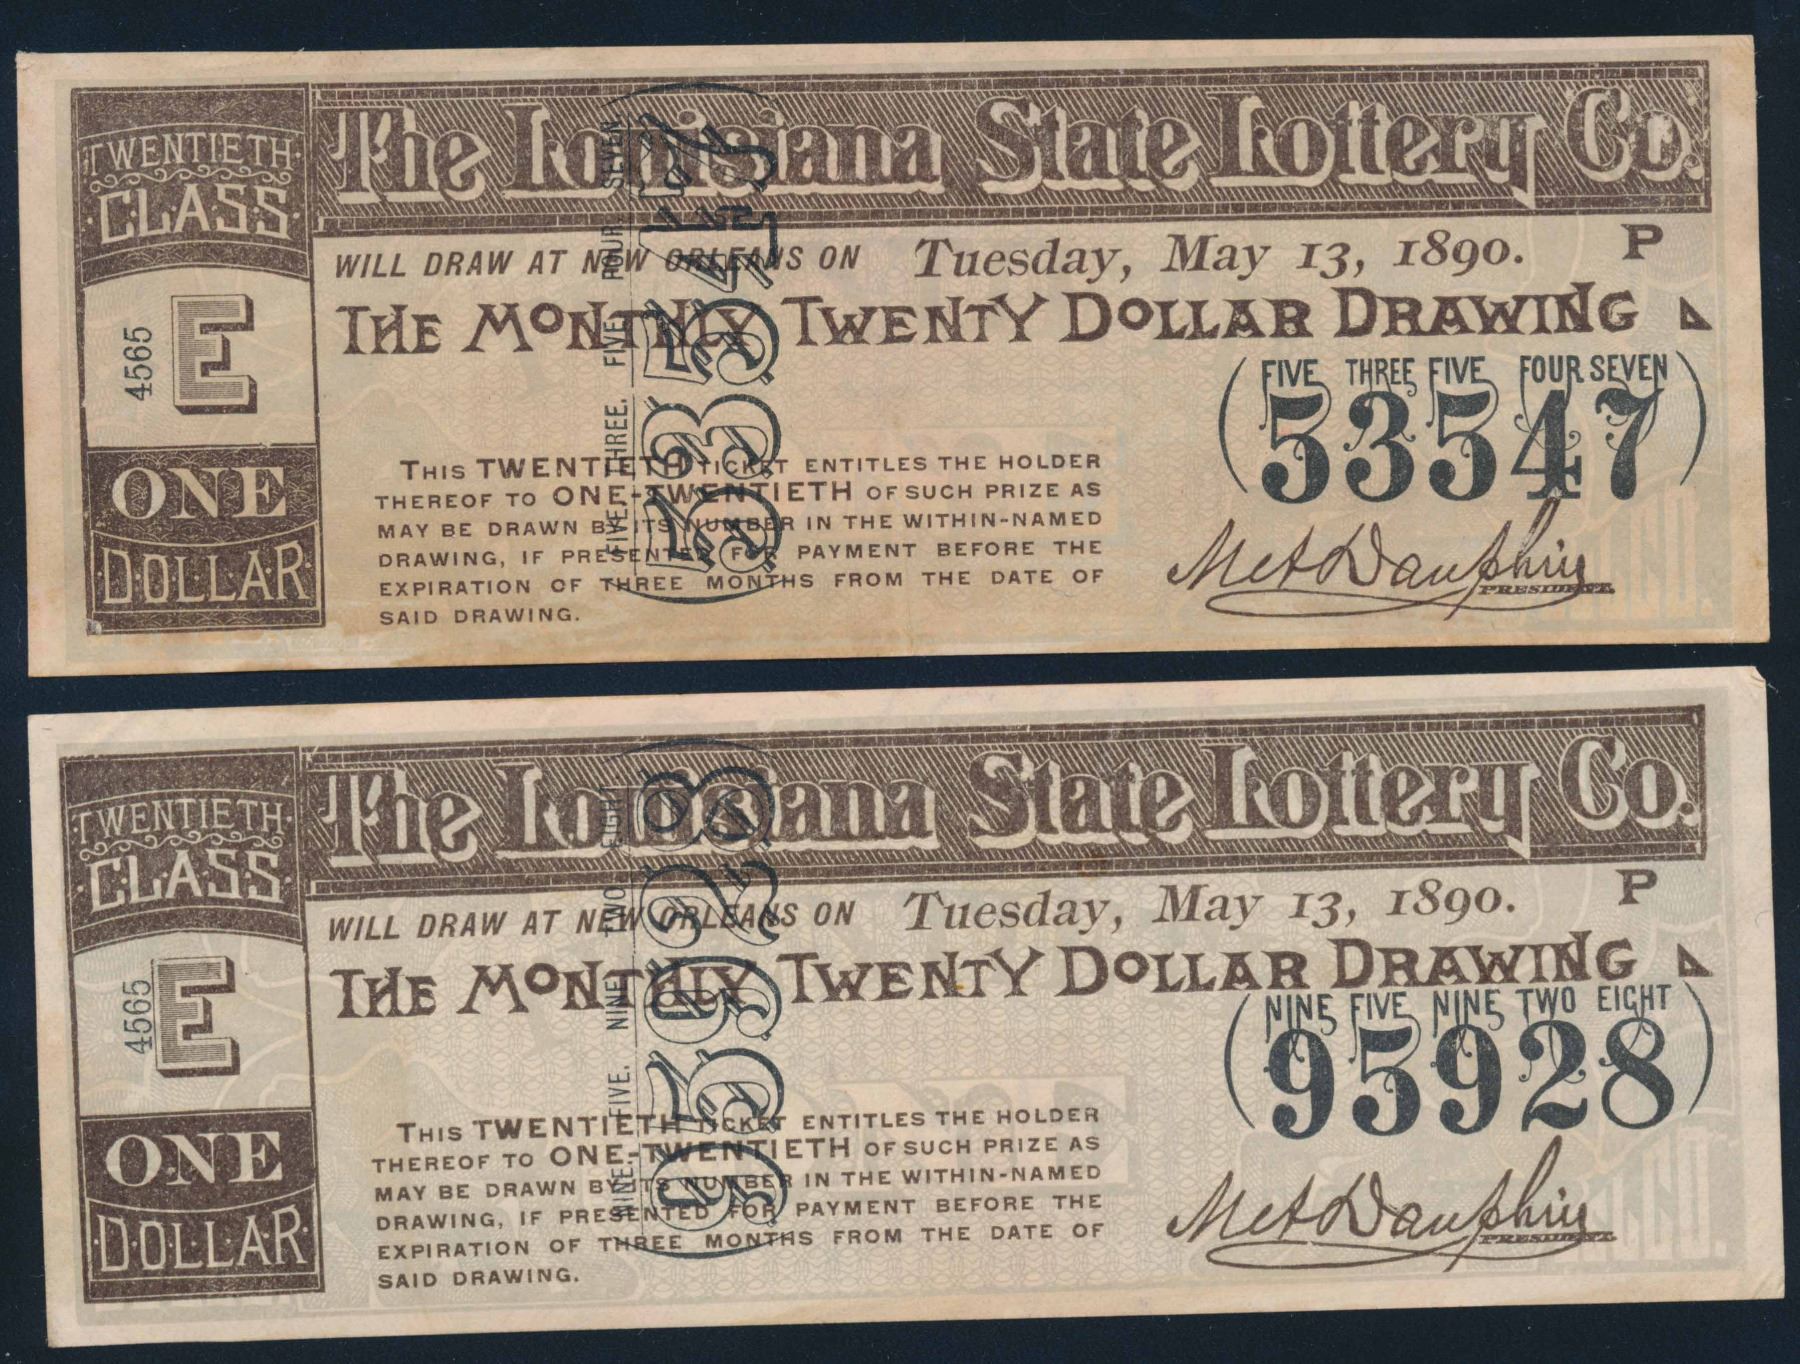 TWENTIETH
CLASS
4565
E
ONE
DOLLAR
The Louisiana State Lottery Co.
WILL DRAW AT NEW ORLEANS ON Tuesday, May 13, 1890. P
THE MONTHLY TWENTY DOLLAR DRAWING
FIVE THREE FIVE FOUR SEVEN
(53547)
FIVE. THREE. FIVE. FOUR. SEVEN
53547
THIS TWENTIETH TICKET ENTITLES THE HOLDER
THEREOF TO ONE-TWENTIETH OF SUCH PRIZE AS
MAY BE DRAWN BY ITS NUMBER IN THE WITHIN-NAMED
DRAWING, IF PRESENTED FOR PAYMENT BEFORE THE
EXPIRATION OF THREE MONTHS FROM THE DATE OF
SAID DRAWING.
M A Dauphin
PRESIDENT.
TWENTIETH
CLASS
4565
E
ONE
DOLLAR
The Louisiana State Lottery Co.
WILL DRAW AT NEW ORLEANS ON Tuesday, May 13, 1890. P
THE MONTHLY TWENTY DOLLAR DRAWING
NINE FIVE NINE TWO EIGHT
(95928)
NINE. FIVE. NINE. TWO. EIGHT
95928
THIS TWENTIETH TICKET ENTITLES THE HOLDER
THEREOF TO ONE-TWENTIETH OF SUCH PRIZE AS
MAY BE DRAWN BY ITS NUMBER IN THE WITHIN-NAMED
DRAWING, IF PRESENTED FOR PAYMENT BEFORE THE
EXPIRATION OF THREE MONTHS FROM THE DATE OF
SAID DRAWING.
M A Dauphin
PRESIDENT.